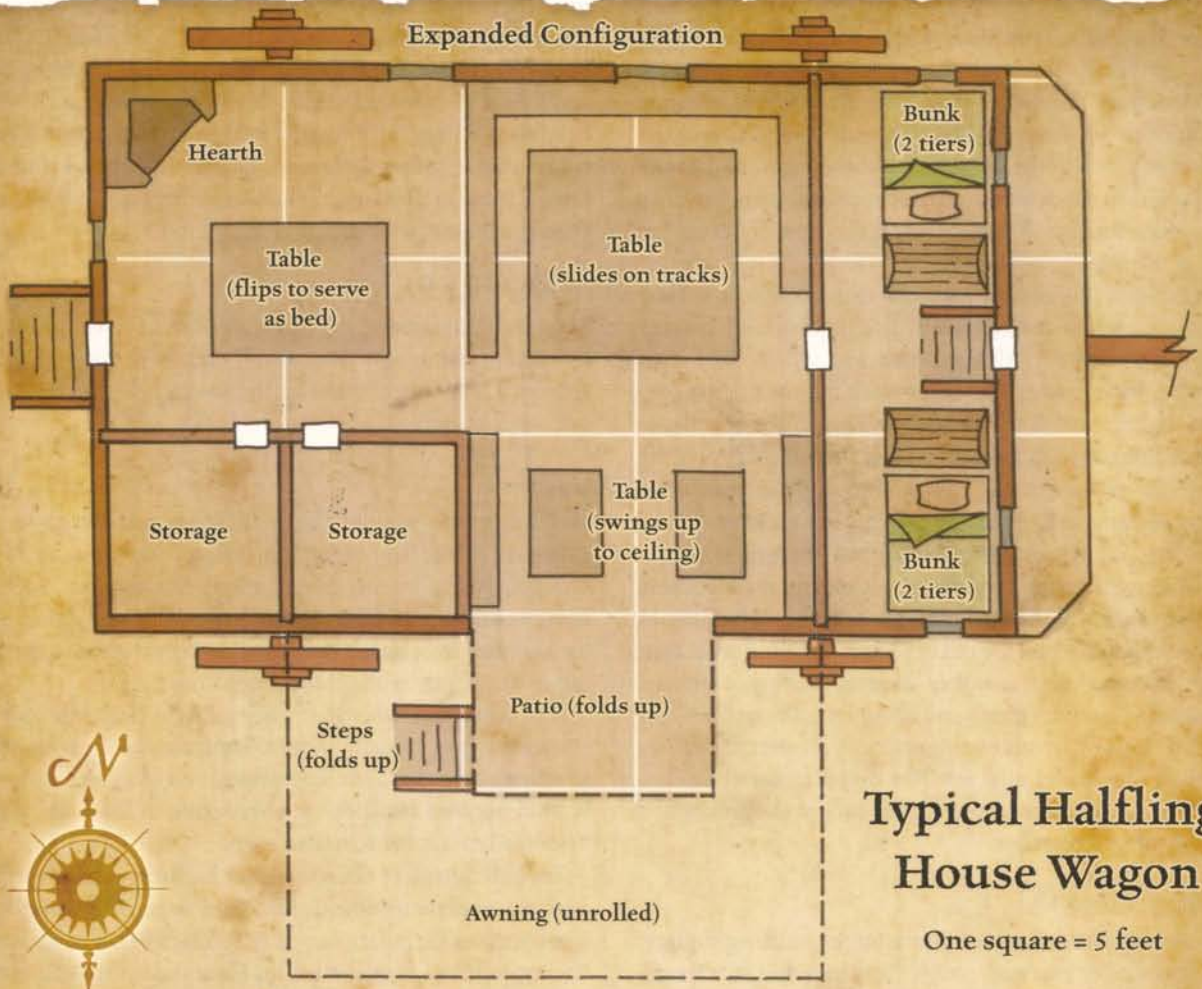 Expanded Configuration
Hearth
Bunk
(2 tiers)
Table
(flips to serve
as bed)
Table
(slides on tracks)
Storage
Storage
Table
(swings up
to ceiling)
Bunk
(2 tiers)
Steps
(folds up)
Patio (folds up)
N
Awning (unrolled)
Typical Halfling
House Wagon
One square = 5 feet